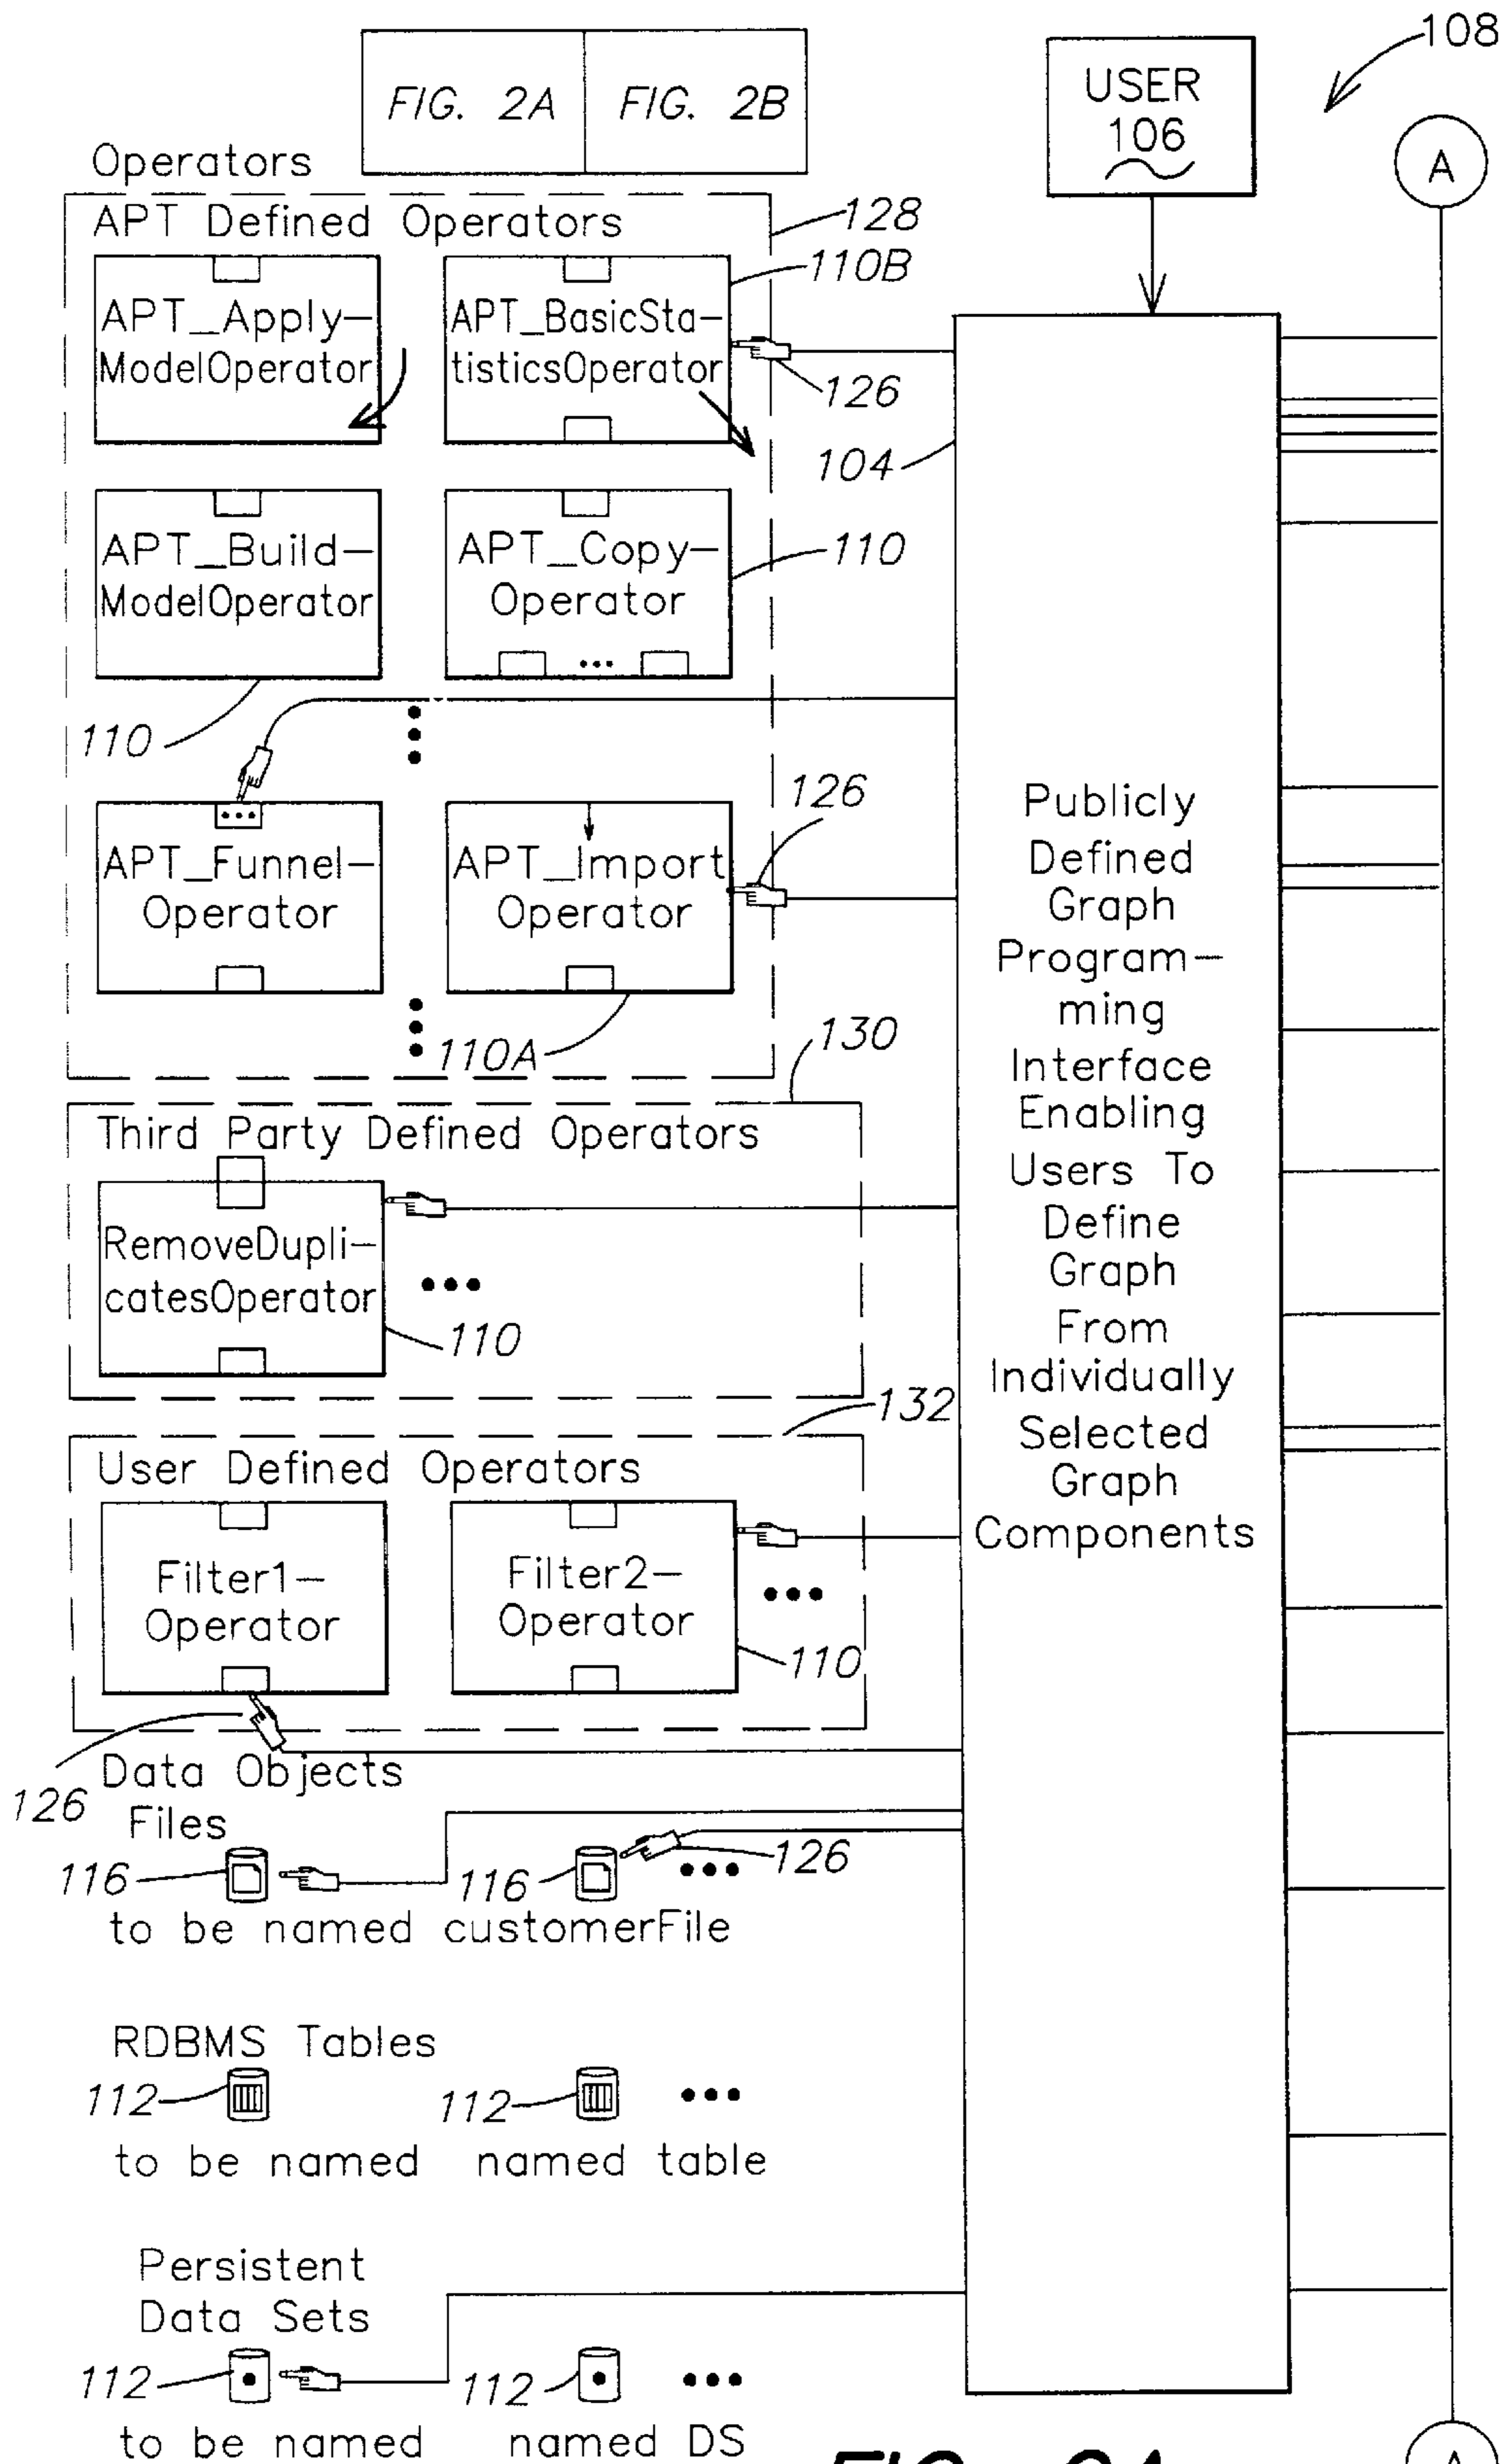 108
FIG. 2A
FIG. 2B
USER
106
A
Operators
APT Defined Operators
128
110B
APT_Apply-
ModelOperator
APT_BasicSta-
tisticsOperator
126
104
APT_Build-
ModelOperator
APT_Copy-
Operator
110
110
126
APT_Funnel-
Operator
APT_Import
Operator
110A
130
Third Party Defined Operators
RemoveDupli-
catesOperator
110
132
User Defined Operators
Filter1-
Operator
Filter2-
Operator
110
126
Publicly
Defined
Graph
Program-
ming
Interface
Enabling
Users To
Define
Graph
From
Individually
Selected
Graph
Components
Data Objects
Files
116
116
126
to be named
customerFile
RDBMS Tables
112
112
to be named
named table
Persistent
Data Sets
112
112
to be named
named DS
FIG. 2A
A